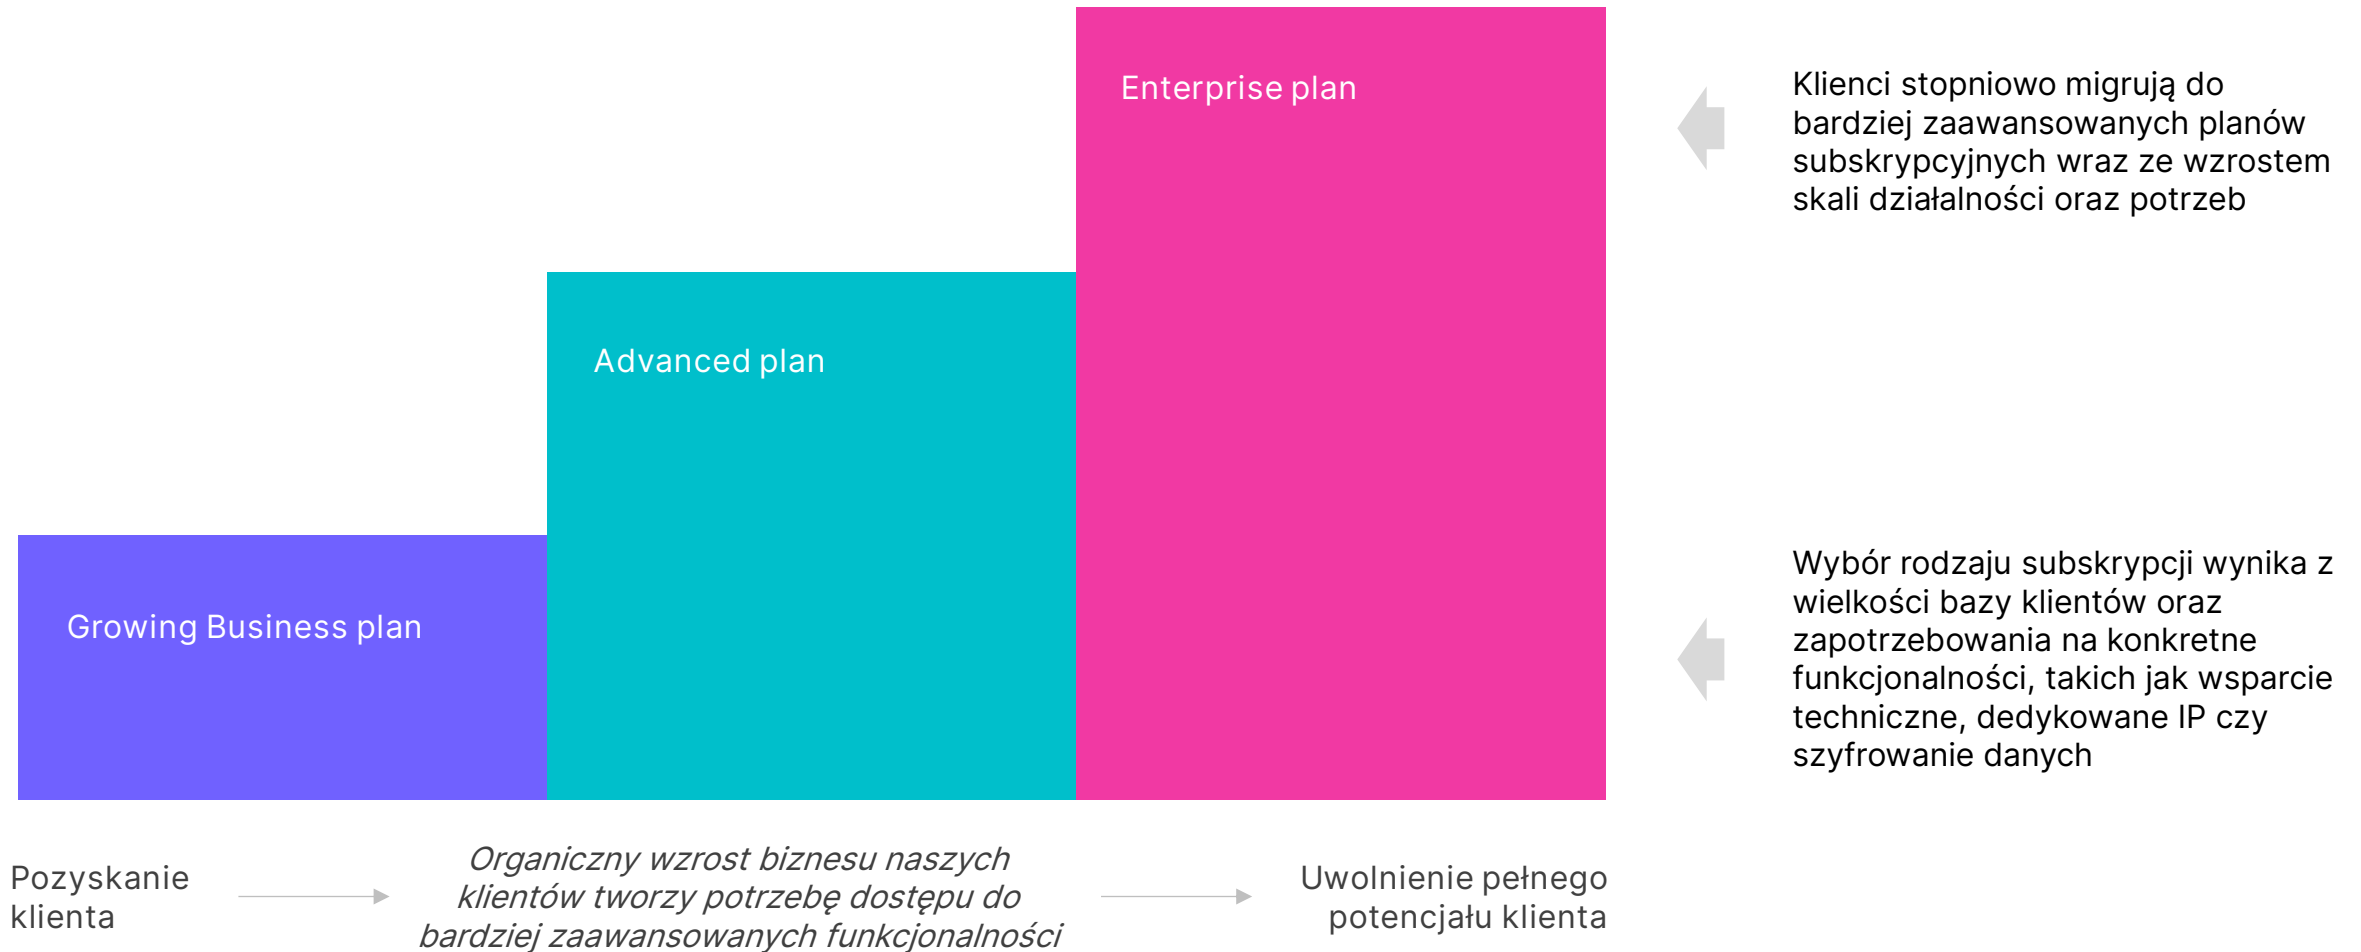 Enterprise plan
Advanced plan
Growing Business plan
Klienci stopniowo migrują do
bardziej zaawansowanych planów
subskrypcyjnych wraz ze wzrostem
skali działalności oraz potrzeb
Wybór rodzaju subskrypcji wynika z
wielkości bazy klientów oraz
zapotrzebowania na konkretne
funkcjonalności, takich jak wsparcie
techniczne, dedykowane IP czy
szyfrowanie danych
Pozyskanie
klienta
Organiczny wzrost biznesu naszych
klientów tworzy potrzebę dostępu do
bardziej zaawansowanych funkcjonalności
Uwolnienie pełnego
potencjału klienta